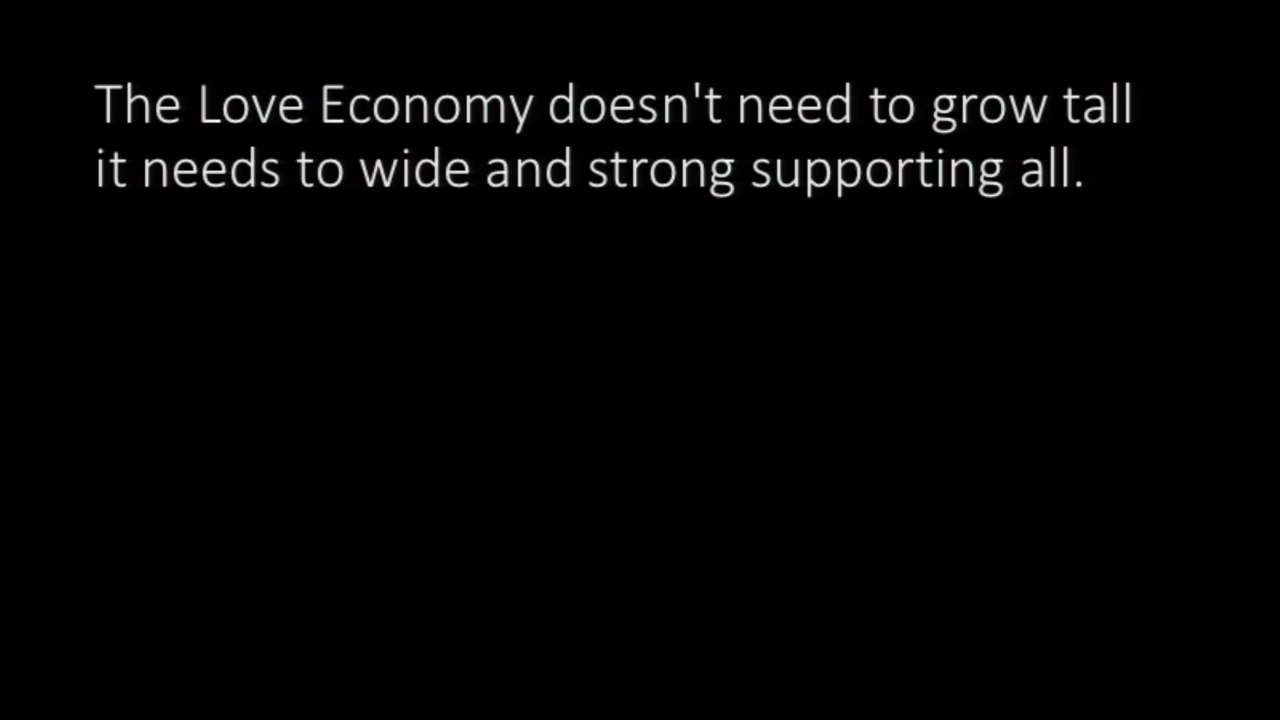 The Love Economy doesn't need to grow tall
it needs to wide and strong supporting all.